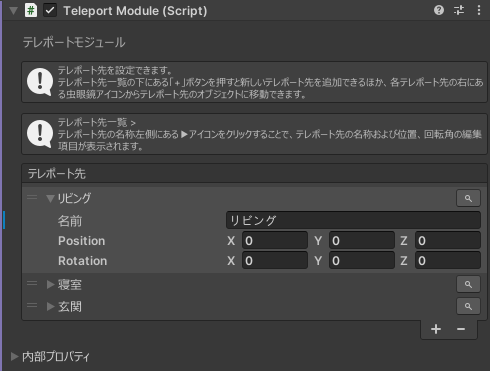 Teleport Module (Script)
テレポートモジュール
テレポート先を設定できます。
テレポート先一覧の下にある「+」ボタンを押すと新しいテレポート先を追加できるほか、各テレポート先の右にあ
る虫眼鏡アイコンからテレポート先のオブジェクトに移動できます。
テレポート先一覧 >
テレポート先の名称左側にある▶アイコンをクリックすることで、テレポート先の名称および位置、回転角の編集
項目が表示されます。
テレポート先
リビング
名前 リビング
Position X 0 Y 0 Z 0
Rotation X 0 Y 0 Z 0
寝室
玄関
+ −
内部プロパティ